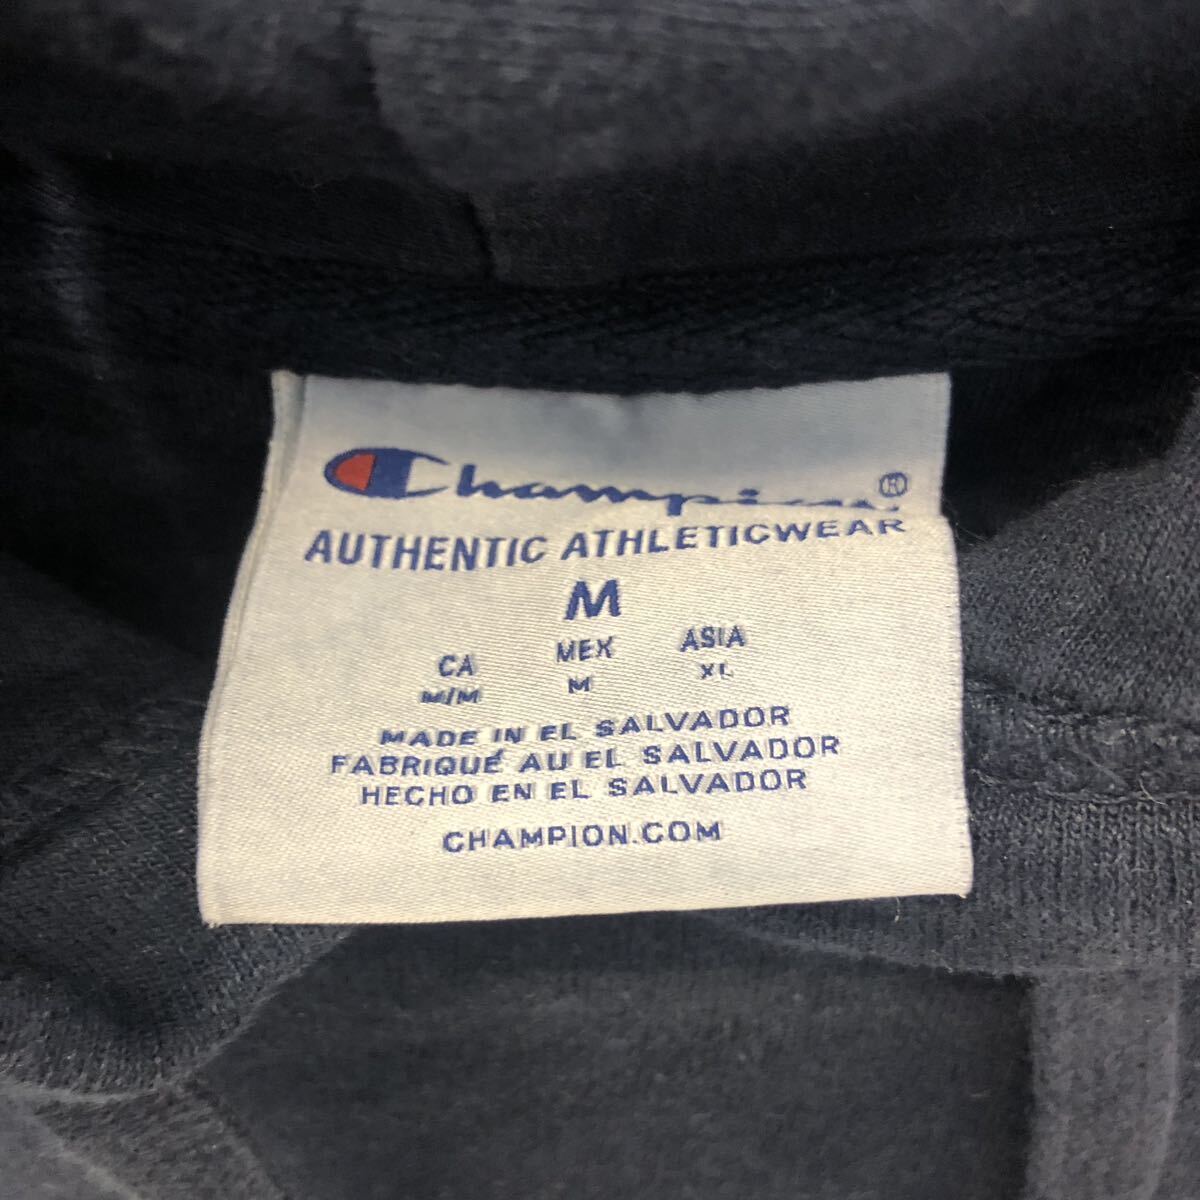 Champion®
AUTHENTIC ATHLETICWEAR
M
CA MEX ASIA
M/M M XL
MADE IN EL SALVADOR
FABRIQUÉ AU EL SALVADOR
HECHO EN EL SALVADOR
CHAMPION.COM